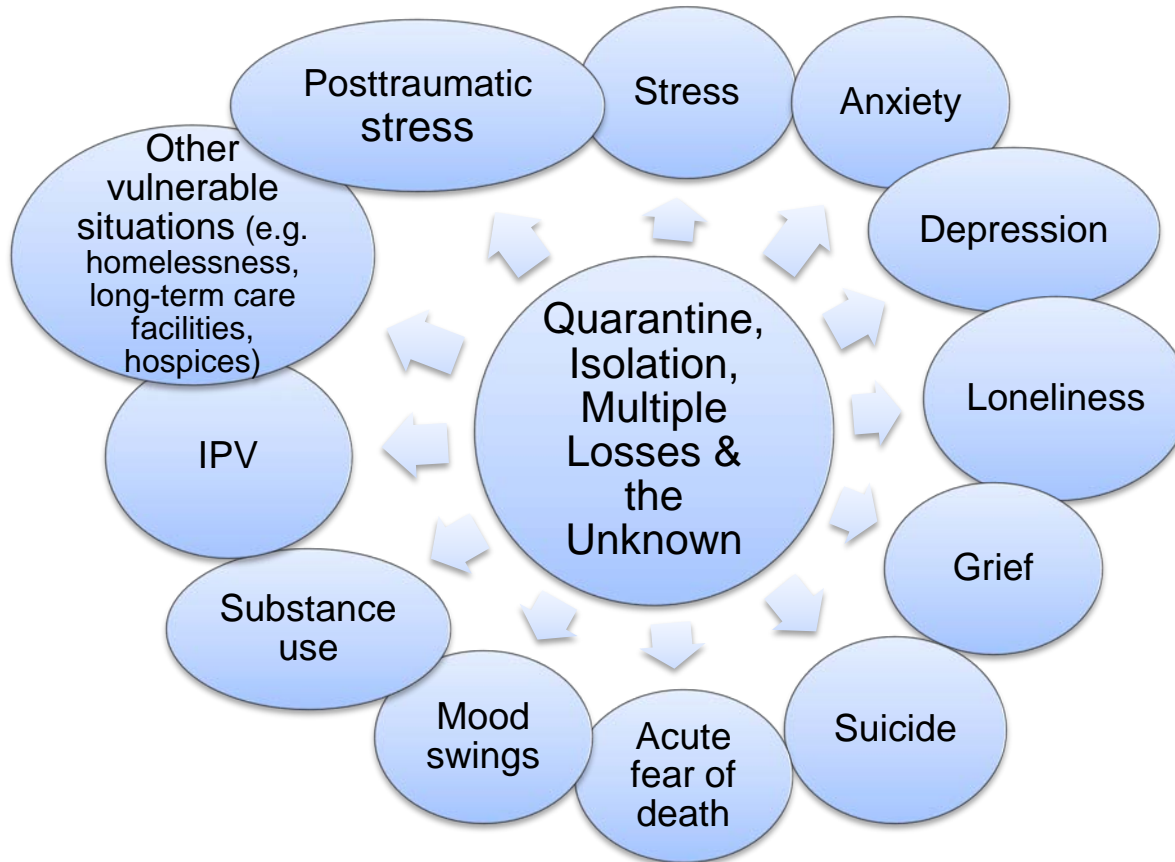 Quarantine,
Isolation,
Multiple
Losses &
the
Unknown
Stress
Anxiety
Depression
Loneliness
Grief
Suicide
Acute
fear of
death
Mood
swings
Substance
use
IPV
Other
vulnerable
situations (e.g.
homelessness,
long-term care
facilities,
hospices)
Posttraumatic
stress